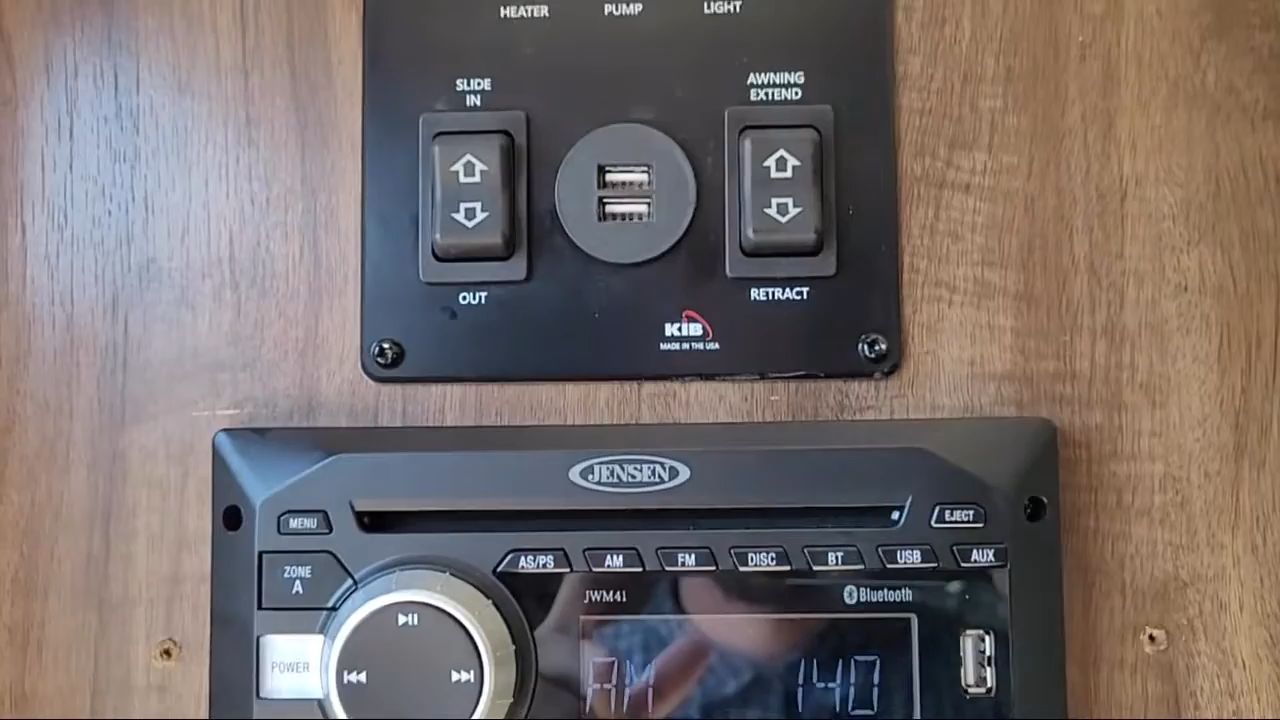 HEATER PUMP LIGHT
SLIDE
IN
AWNING
EXTEND
OUT
RETRACT
KIB
MADE IN THE USA
JENSEN
MENU
EJECT
AS/PS AM FM DISC BT USB AUX
ZONE
A
JWM41
Bluetooth
POWER
AM 140